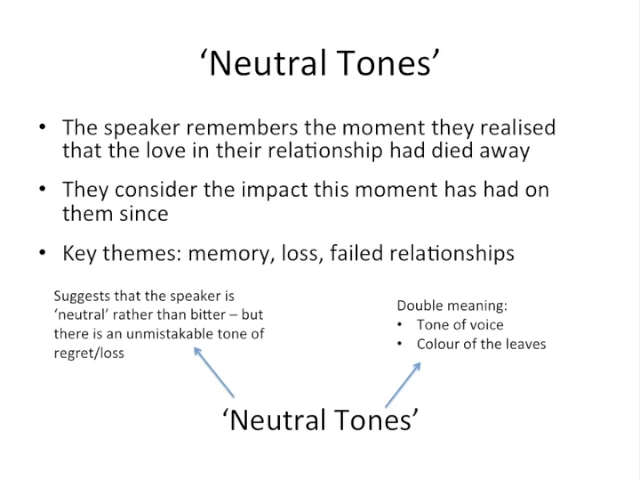 ‘Neutral Tones’
• The speaker remembers the moment they realised
that the love in their relationship had died away
• They consider the impact this moment has had on
them since
• Key themes: memory, loss, failed relationships
Suggests that the speaker is
‘neutral’ rather than bitter – but
there is an unmistakable tone of
regret/loss
Double meaning:
• Tone of voice
• Colour of the leaves
‘Neutral Tones’